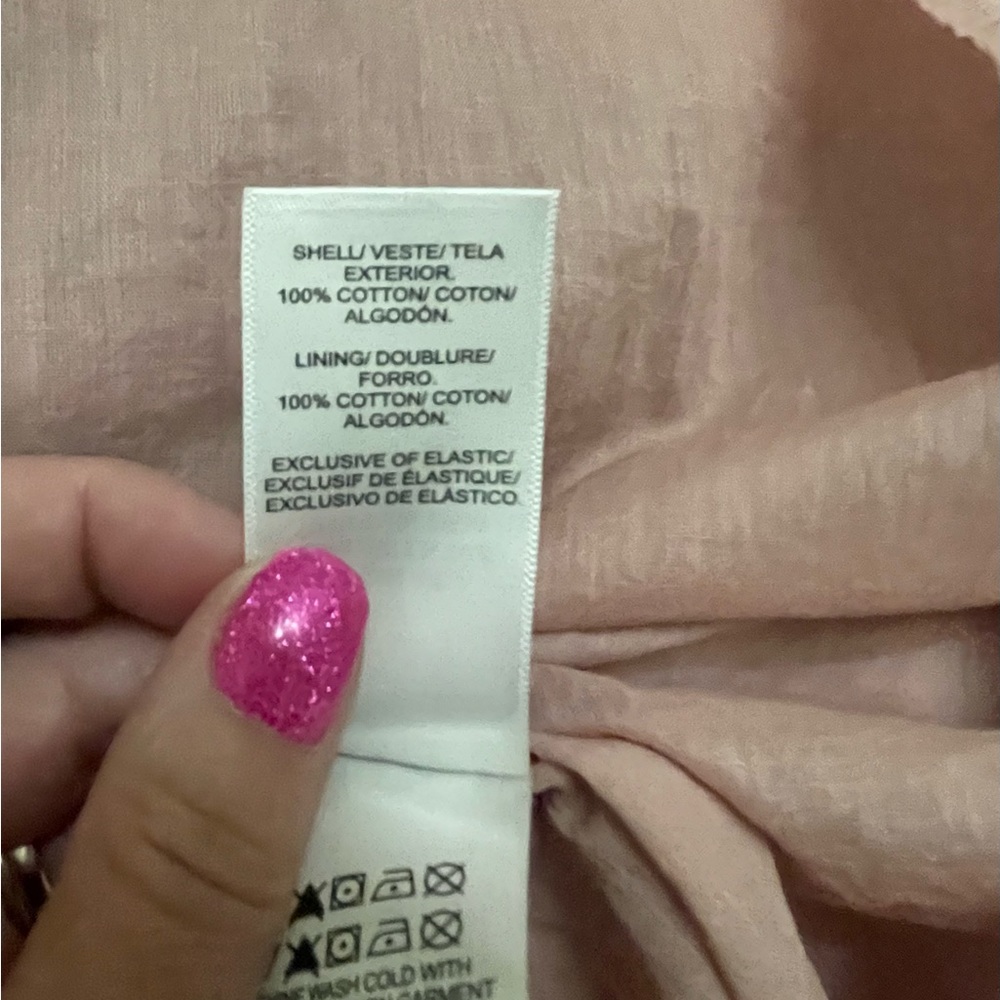 SHELL/ VESTE/ TELA
EXTERIOR.
100% COTTON/ COTON/
ALGODÓN.
LINING/ DOUBLURE/
FORRO.
100% COTTON/ COTON/
ALGODÓN.
EXCLUSIVE OF ELASTIC/
EXCLUSIF DE ÉLASTIQUE/
EXCLUSIVO DE ELÁSTICO.
WASH COLD WITH
GARMENT